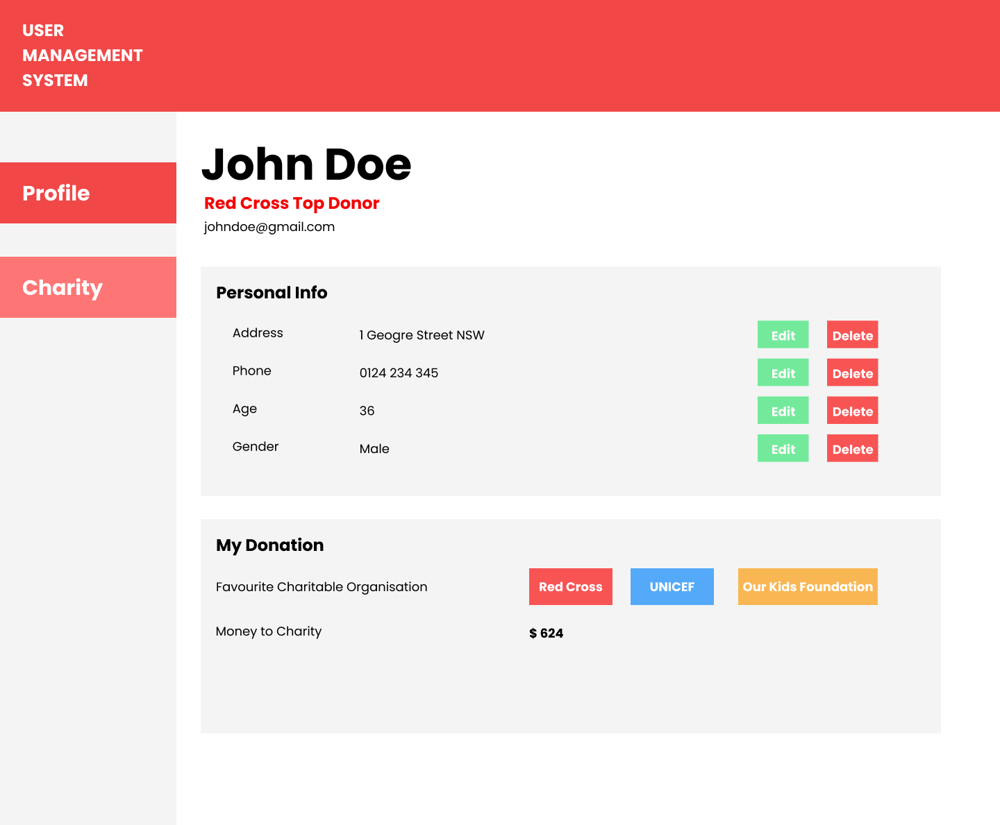 USER
MANAGEMENT
SYSTEM
Profile
Charity
John Doe
Red Cross Top Donor
johndoe@gmail.com
Personal Info
Address 1 Geogre Street NSW Edit Delete
Phone 0124 234 345 Edit Delete
Age 36 Edit Delete
Gender Male Edit Delete
My Donation
Favourite Charitable Organisation Red Cross UNICEF Our Kids Foundation
Money to Charity $ 624